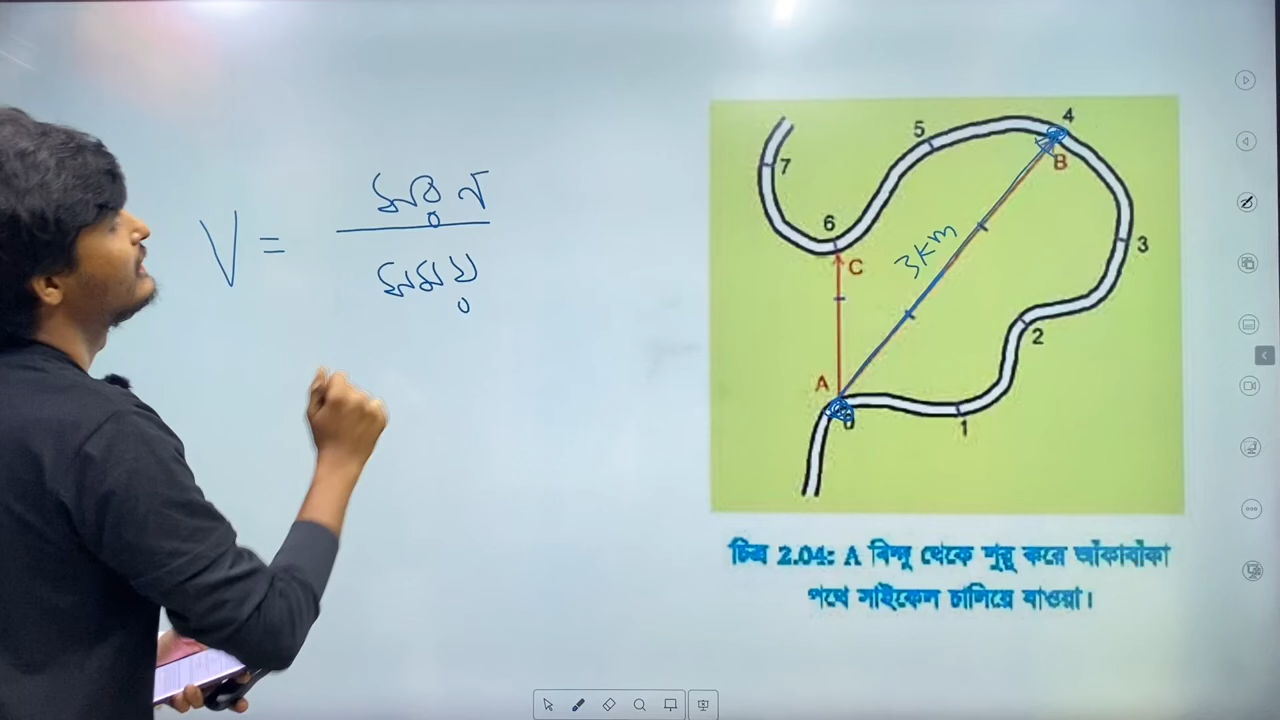 V = সরণ
সময়
7
5
4
B
6
3
C
3km
2
A
0
1
চিত্র 2.04: A বিন্দু থেকে শুরু করে আঁকাবাঁকা
পথে সাইকেল চালিয়ে যাওয়া।